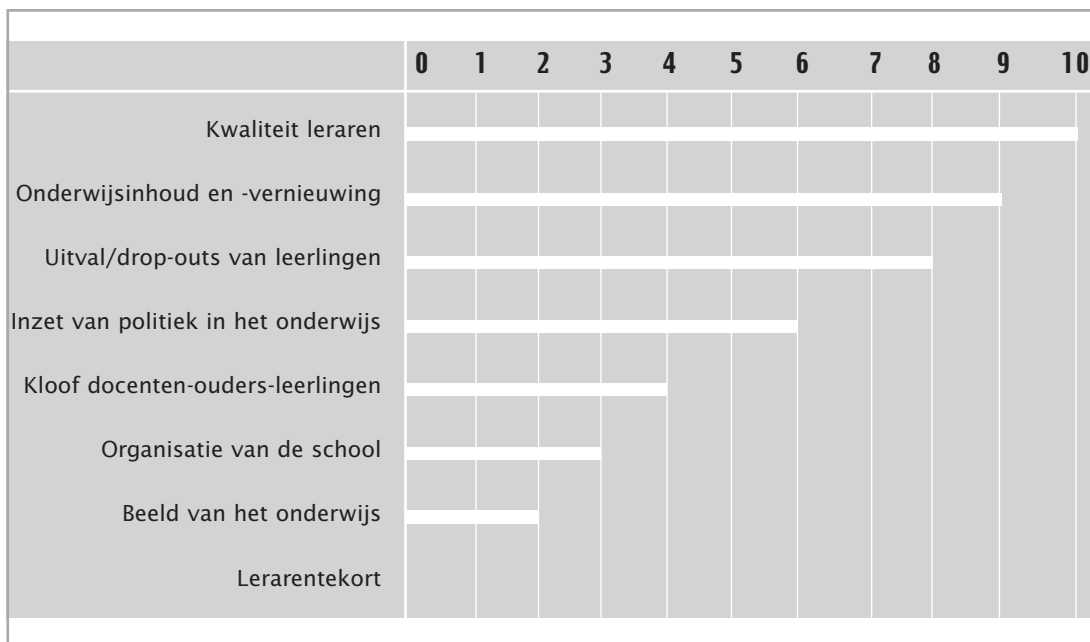 0 1 2 3 4 5 6 7 8 9 10
Kwaliteit leraren
Onderwijsinhoud en -vernieuwing
Uitval/drop-outs van leerlingen
Inzet van politiek in het onderwijs
Kloof docenten-ouders-leerlingen
Organisatie van de school
Beeld van het onderwijs
Lerarentekort